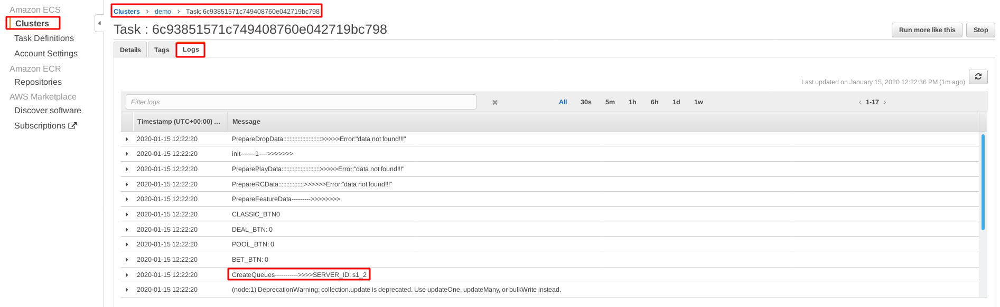 Amazon ECS
Clusters
Task Definitions
Account Settings
Amazon ECR
Repositories
AWS Marketplace
Discover software
Subscriptions
Clusters > demo > Task: 6c93851571c749408760e042719bc798
Task : 6c93851571c749408760e042719bc798
Run more like this Stop
Details Tags Logs
Last updated on January 15, 2020 12:22:36 PM (1m ago)
Filter logs All 30s 5m 1h 6h 1d 1w < 1-17 >
Timestamp (UTC+00:00) ... Message
2020-01-15 12:22:20 PrepareDropData::::::::::::::::::::::::>>>>>Error:"data not found!!!"
2020-01-15 12:22:20 init-------1---->>>>>>>
2020-01-15 12:22:20 PreparePlayData::::::::::::::::::::::::>>>>>Error:"data not found!!!"
2020-01-15 12:22:20 PrepareRCData::::::::::::::::>>>>>>Error:"data not found!!!"
2020-01-15 12:22:20 PrepareFeatureData--------->>>>>>>>
2020-01-15 12:22:20 CLASSIC_BTN0
2020-01-15 12:22:20 DEAL_BTN: 0
2020-01-15 12:22:20 POOL_BTN: 0
2020-01-15 12:22:20 BET_BTN: 0
2020-01-15 12:22:20 CreateQueues----------->>>>SERVER_ID: s1_2
2020-01-15 12:22:20 (node:1) DeprecationWarning: collection.update is deprecated. Use updateOne, updateMany, or bulkWrite instead.